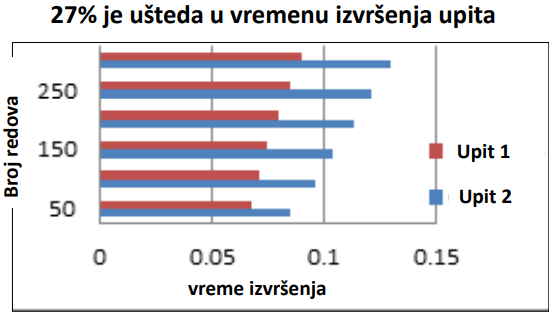 27% je ušteda u vremenu izvršenja upita
Broj redova
250
150
50
Upit 1
Upit 2
0
0.05
0.1
0.15
vreme izvršenja